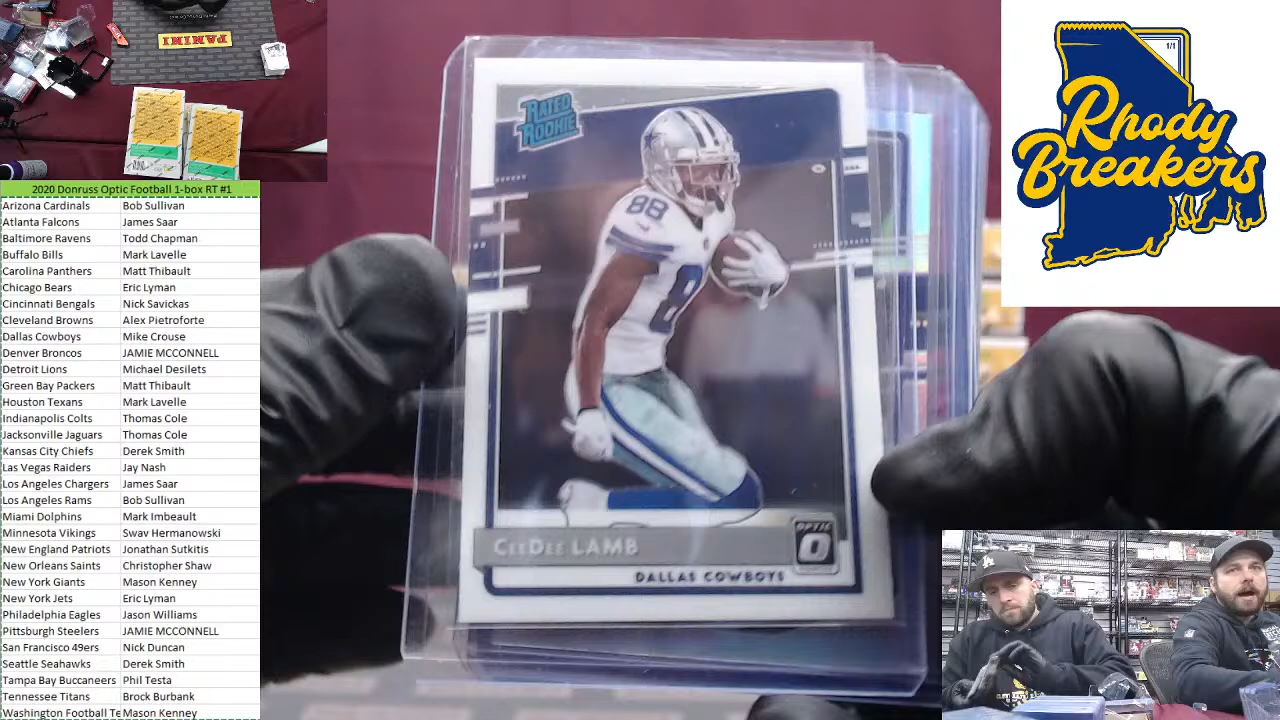 PANINI
2020 Donruss Optic Football 1-box RT #1
Arizona Cardinals Bob Sullivan
Atlanta Falcons James Saar
Baltimore Ravens Todd Chapman
Buffalo Bills Mark Lavelle
Carolina Panthers Matt Thibault
Chicago Bears Eric Lyman
Cincinnati Bengals Nick Savickas
Cleveland Browns Alex Pietroforte
Dallas Cowboys Mike Crouse
Denver Broncos JAMIE MCCONNELL
Detroit Lions Michael Desilets
Green Bay Packers Matt Thibault
Houston Texans Mark Lavelle
Indianapolis Colts Thomas Cole
Jacksonville Jaguars Thomas Cole
Kansas City Chiefs Derek Smith
Las Vegas Raiders Jay Nash
Los Angeles Chargers James Saar
Los Angeles Rams Bob Sullivan
Miami Dolphins Mark Imbeault
Minnesota Vikings Swav Hermanowski
New England Patriots Jonathan Sutkitis
New Orleans Saints Christopher Shaw
New York Giants Mason Kenney
New York Jets Eric Lyman
Philadelphia Eagles Jason Williams
Pittsburgh Steelers JAMIE MCCONNELL
San Francisco 49ers Nick Duncan
Seattle Seahawks Derek Smith
Tampa Bay Buccaneers Phil Testa
Tennessee Titans Brock Burbank
Washington Football Te Mason Kenney
RATED
ROOKIE
88
8
CEEDEE LAMB
OPTIC
DALLAS COWBOYS
1/1
Rhody
Breakers
LA